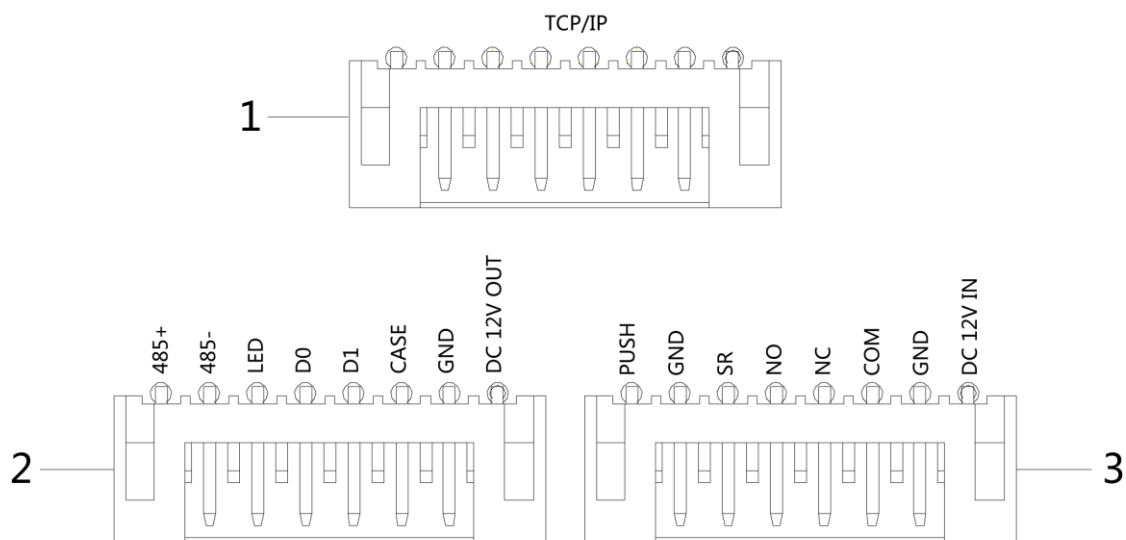 TCP/IP
1
485+
485-
LED
D0
D1
CASE
GND
DC 12V OUT
PUSH
GND
SR
NO
NC
COM
GND
DC 12V IN
2
3